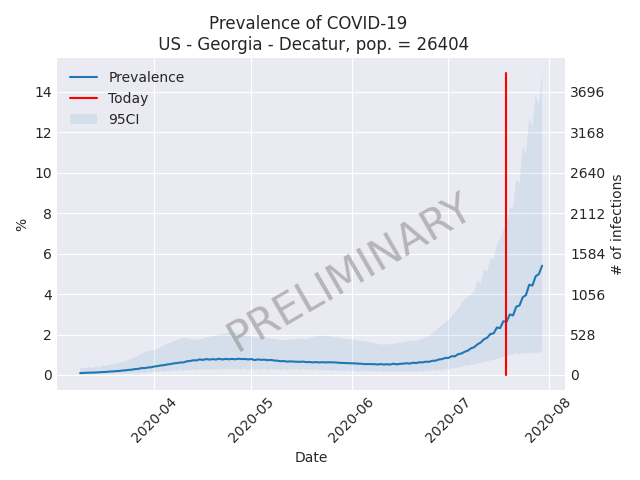 Prevalence of COVID-19
US - Georgia - Decatur, pop. = 26404
Prevalence
Today
95CI
14
12
10
8
6
4
2
0
%
3696
3168
2640
2112
1584
1056
528
0
# of infections
PRELIMINARY
2020-04
2020-05
2020-06
2020-07
2020-08
Date